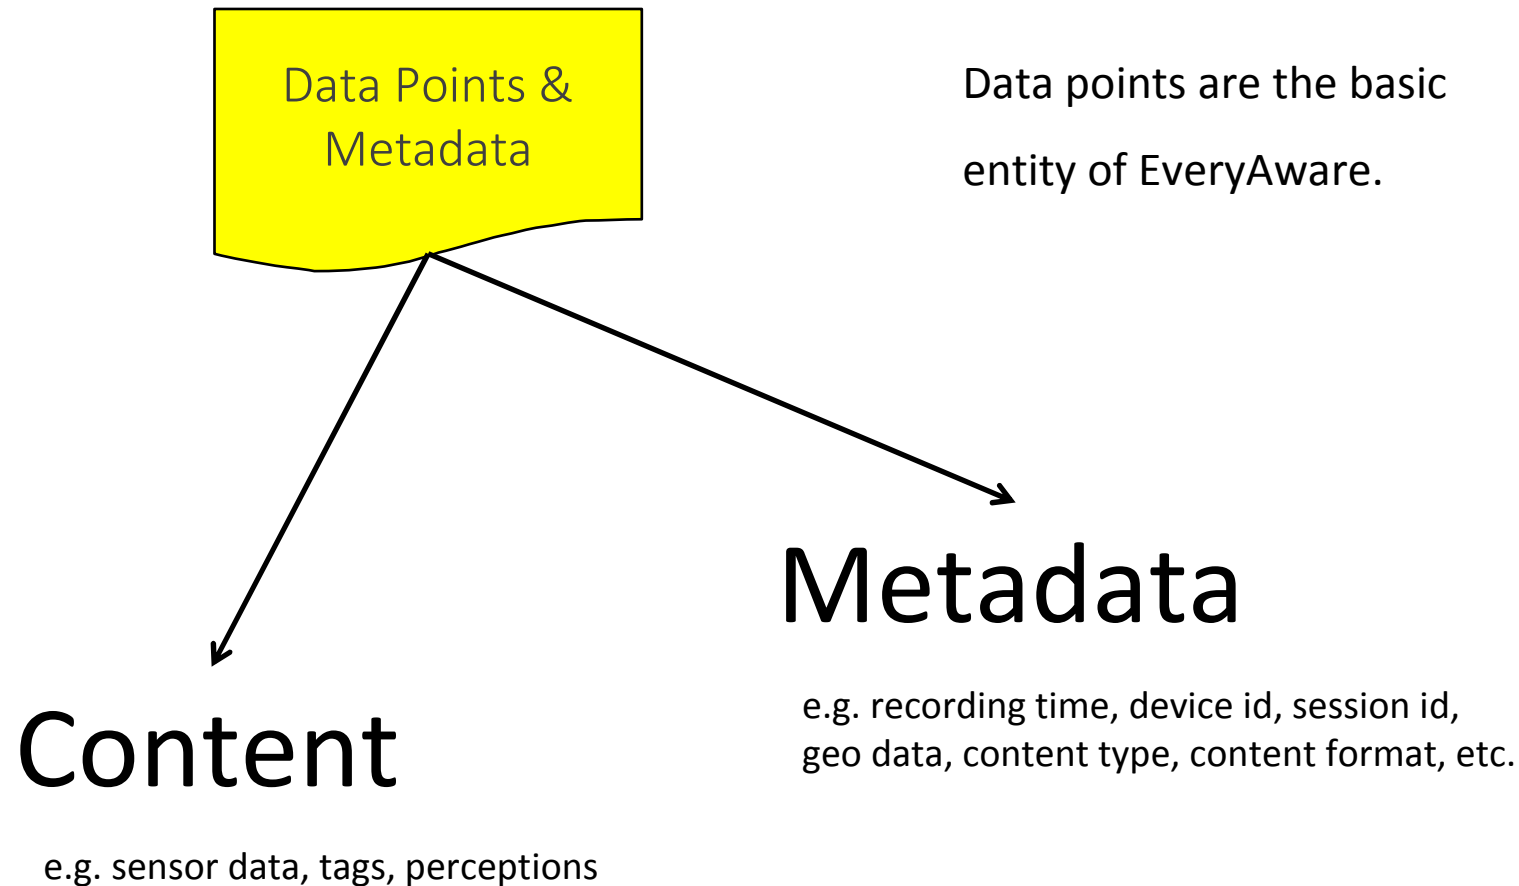 Data Points &
Metadata
Data points are the basic
entity of EveryAware.
Metadata
e.g. recording time, device id, session id,
geo data, content type, content format, etc.
Content
e.g. sensor data, tags, perceptions